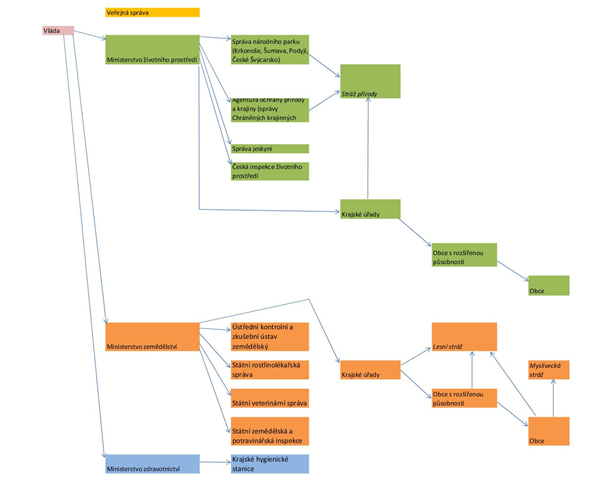 Veřejná správa
Vláda
Ministerstvo životního prostředí
Správa národního parku
(Krkonoše, Šumava, Podyjí,
České Švýcarsko)
Agentura ochrany přírody
a krajiny (správy
Chráněných krajinných
Správa jeskyní
Česká inspekce životního
prostředí
Stráž přírody
Krajské úřady
Obce s rozšířenou
působností
Obce
Ministerstvo zemědělství
Ústřední kontrolní a
zkušební ústav
zemědělský
Státní rostlinolékařská
správa
Státní veterinární správa
Státní zemědělská a
potravinářská inspekce
Krajské úřady
Lesní stráž
Obce s rozšířenou
působností
Myslivecká
stráž
Obce
Ministerstvo zdravotnictví
Krajské hygienické
stanice